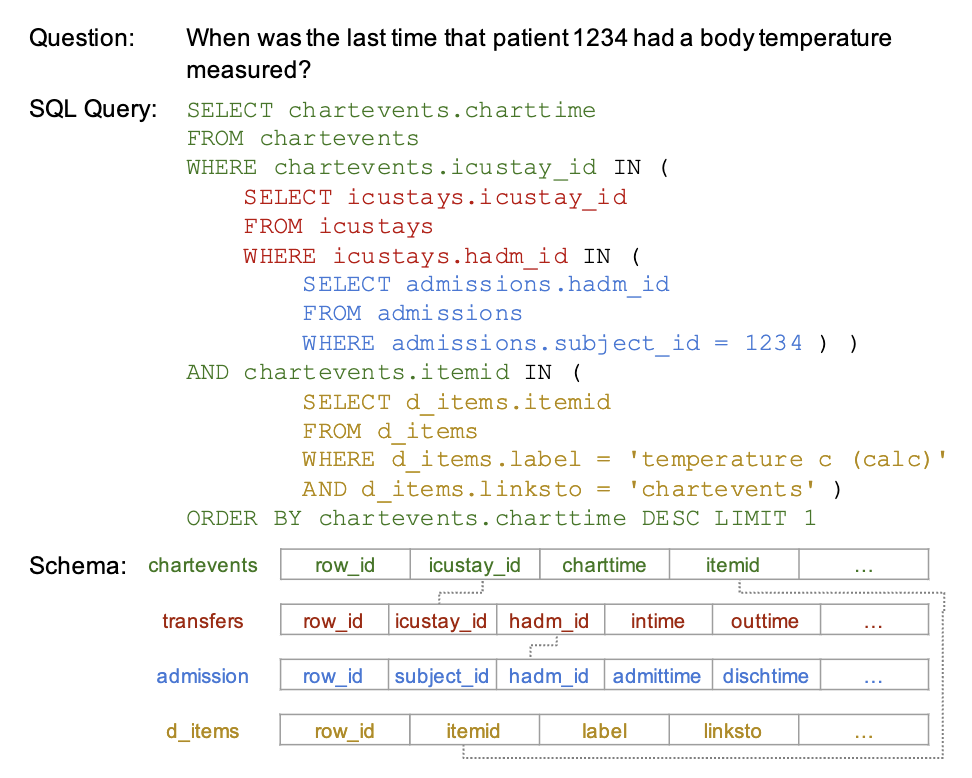 Question: When was the last time that patient 1234 had a body temperature
measured?
SQL Query: SELECT chartevents.charttime
FROM chartevents
WHERE chartevents.icustay_id IN (
SELECT icustays.icustay_id
FROM icustays
WHERE icustays.hadm_id IN (
SELECT admissions.hadm_id
FROM admissions
WHERE admissions.subject_id = 1234 ) )
AND chartevents.itemid IN (
SELECT d_items.itemid
FROM d_items
WHERE d_items.label = 'temperature c (calc)'
AND d_items.linksto = 'chartevents' )
ORDER BY chartevents.charttime DESC LIMIT 1
Schema: chartevents row_id icustay_id charttime itemid ...
transfers row_id icustay_id hadm_id intime outtime ...
admission row_id subject_id hadm_id admittime dischtime ...
d_items row_id itemid label linksto ...